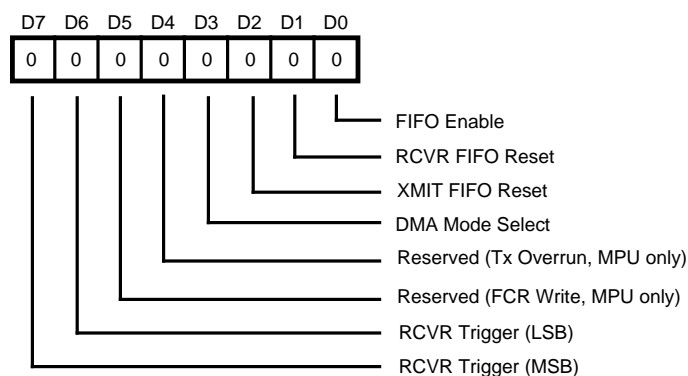 D7 D6 D5 D4 D3 D2 D1 D0
0 0 0 0 0 0 0 0
FIFO Enable
RCVR FIFO Reset
XMIT FIFO Reset
DMA Mode Select
Reserved (Tx Overrun, MPU only)
Reserved (FCR Write, MPU only)
RCVR Trigger (LSB)
RCVR Trigger (MSB)